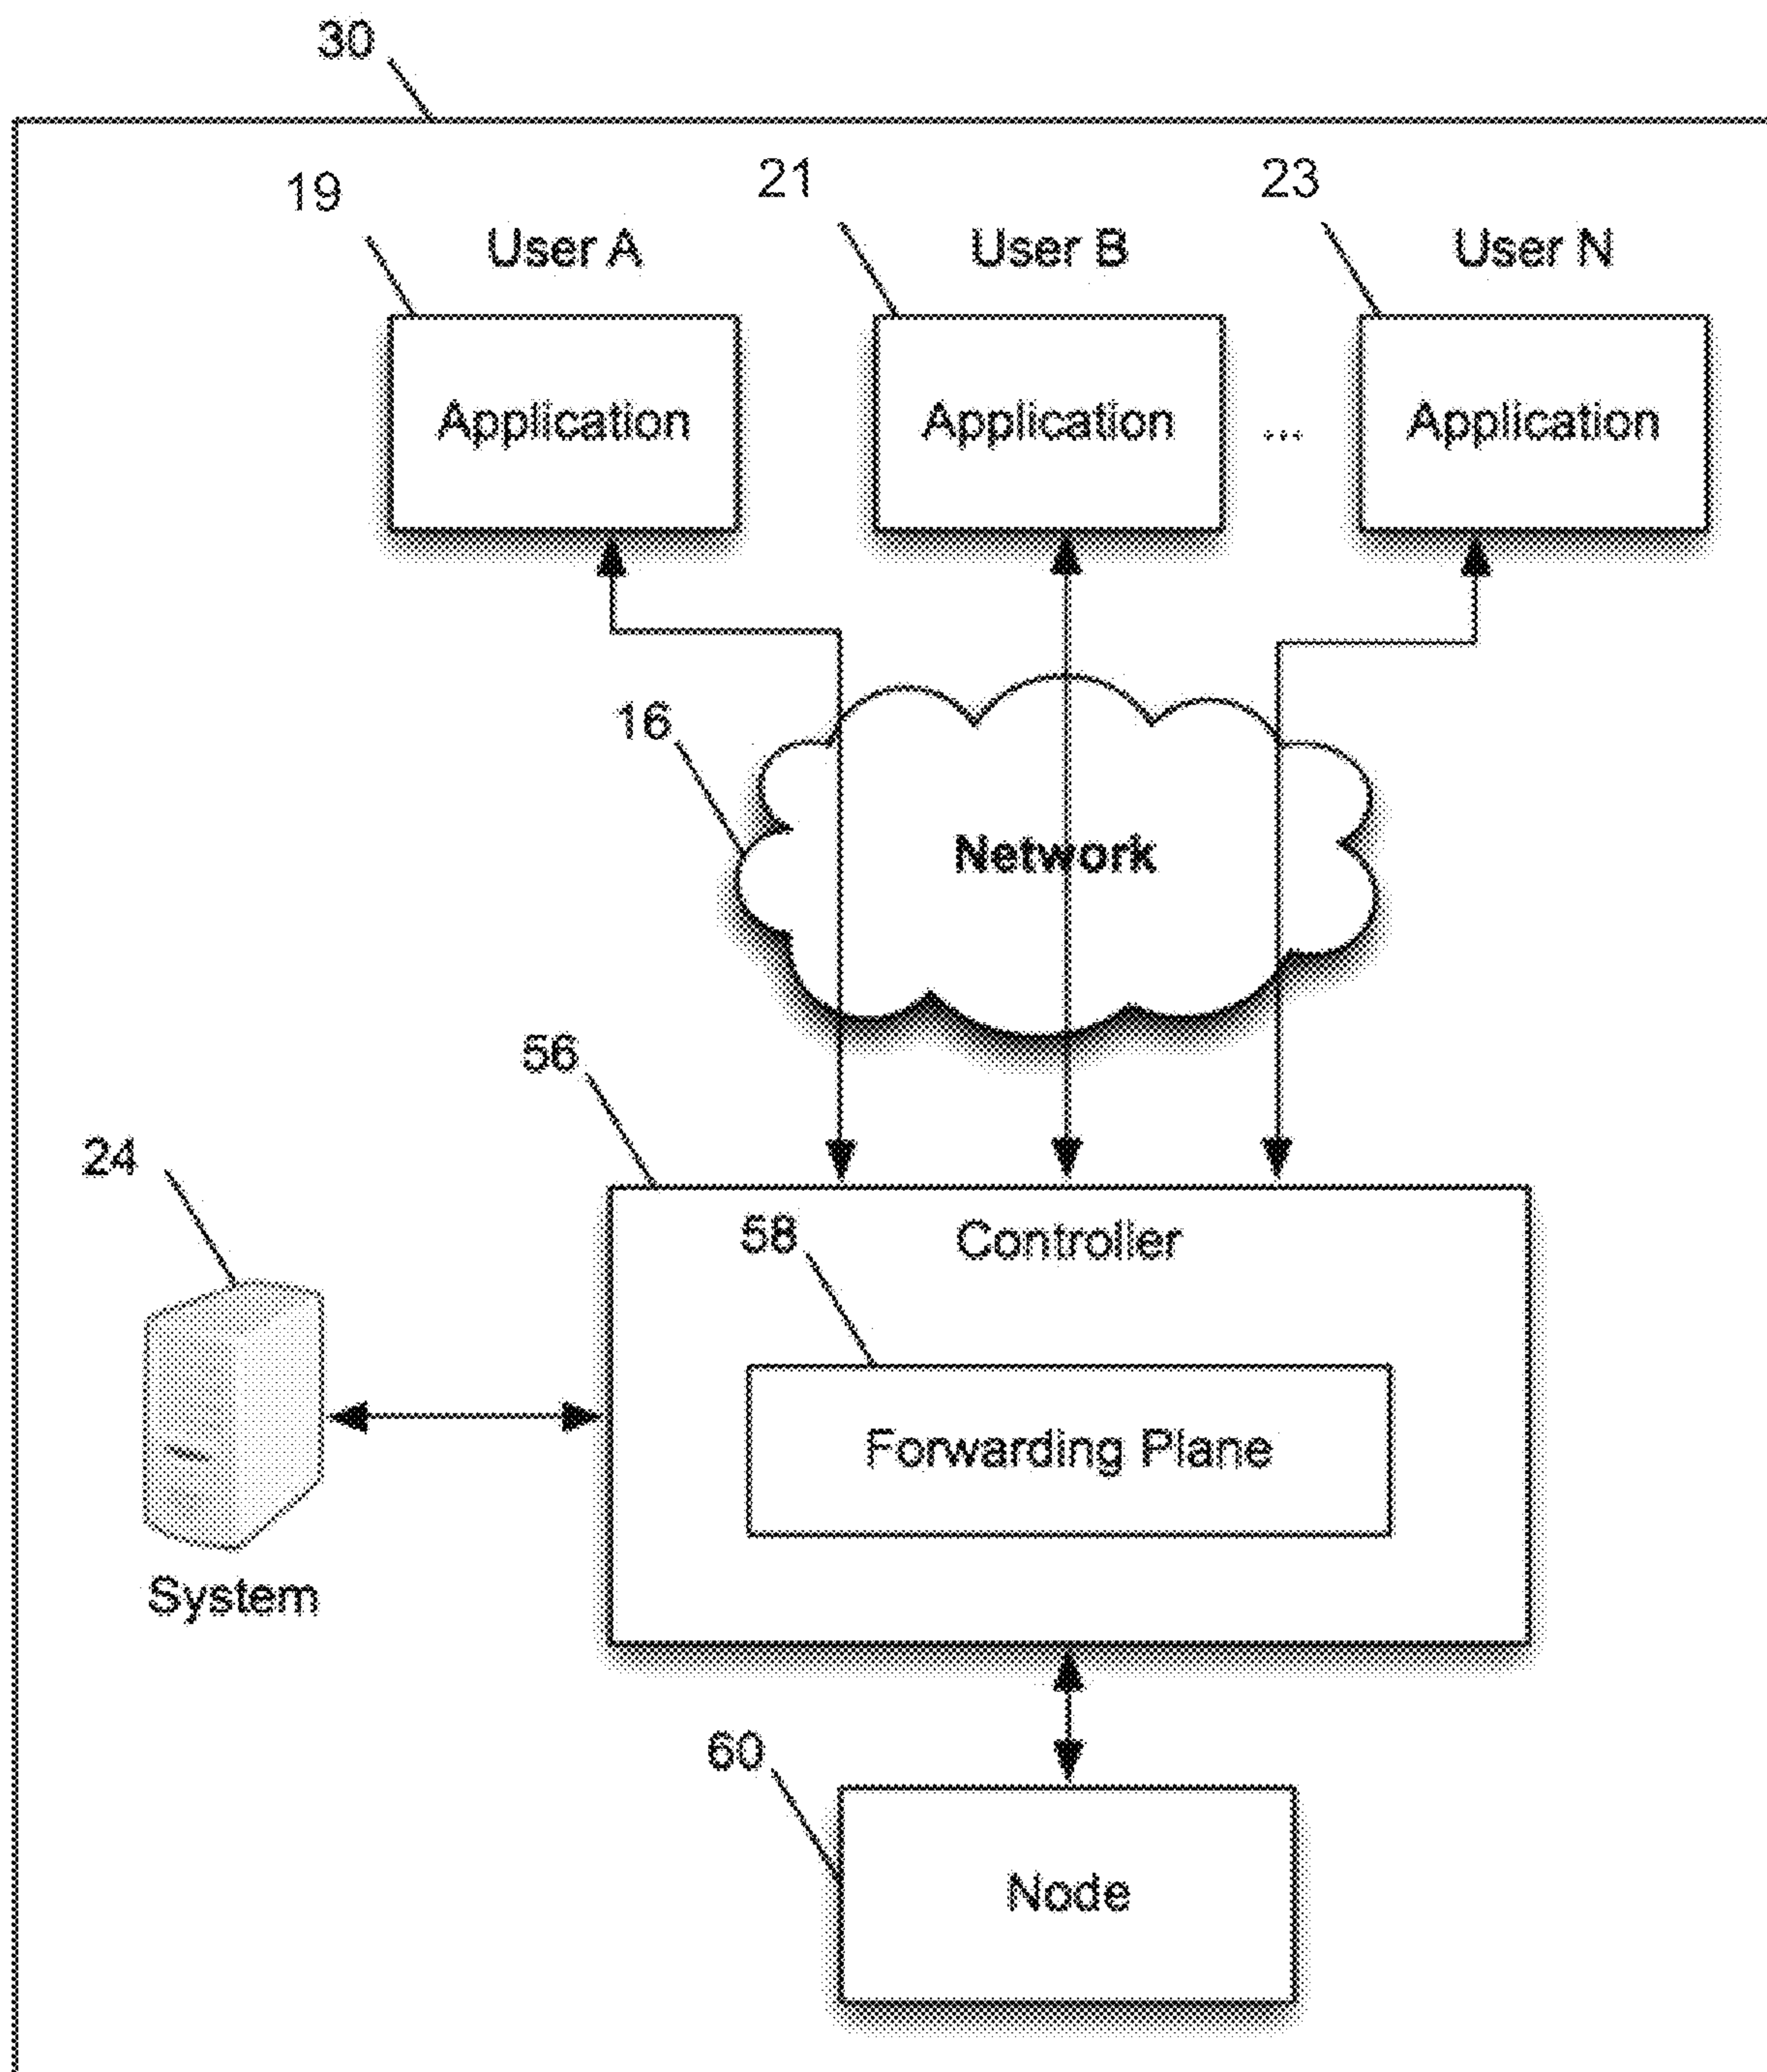 30
19
21
23
User A
User B
User N
Application
Application
...
Application
16
Network
56
24
58
Controller
Forwarding Plane
System
60
Node